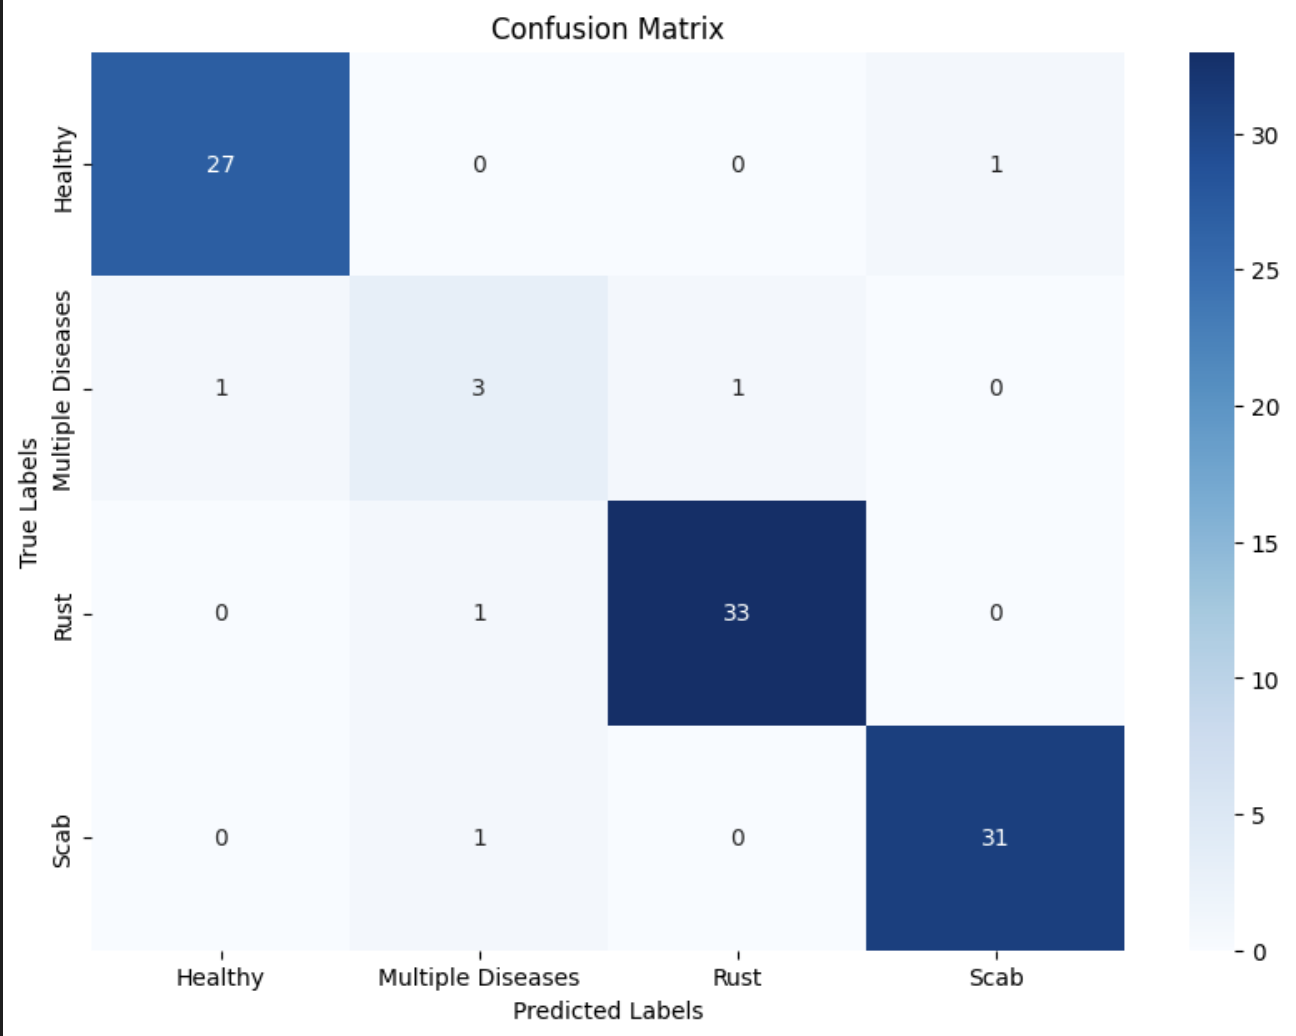 Confusion Matrix
True Labels
Healthy
27 0 0 1
Multiple Diseases
1 3 1 0
Rust
0 1 33 0
Scab
0 1 0 31
Healthy Multiple Diseases Rust Scab
Predicted Labels
30
25
20
15
10
5
0